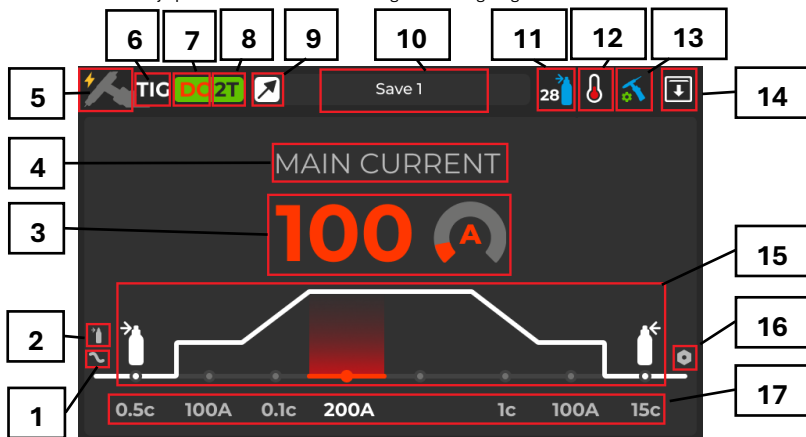 6 7 8 9 10 11 12 13
5 TIG DC 2T Save 1 28 14
4 MAIN CURRENT
3 100 A
15
2 16
1 0.5c 100A 0.1c 200A 1c 100A 15c 17